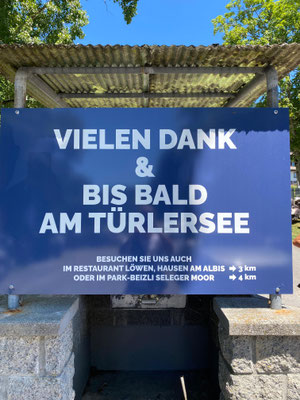 VIELEN DANK
&
BIS BALD
AM TÜRLERSEE
BESUCHEN SIE UNS AUCH
IM RESTAURANT LÖWEN, HAUSEN AM ALBIS ➔ 3 km
ODER IM PARK-BEIZLI SELEGER MOOR ➔ 4 km